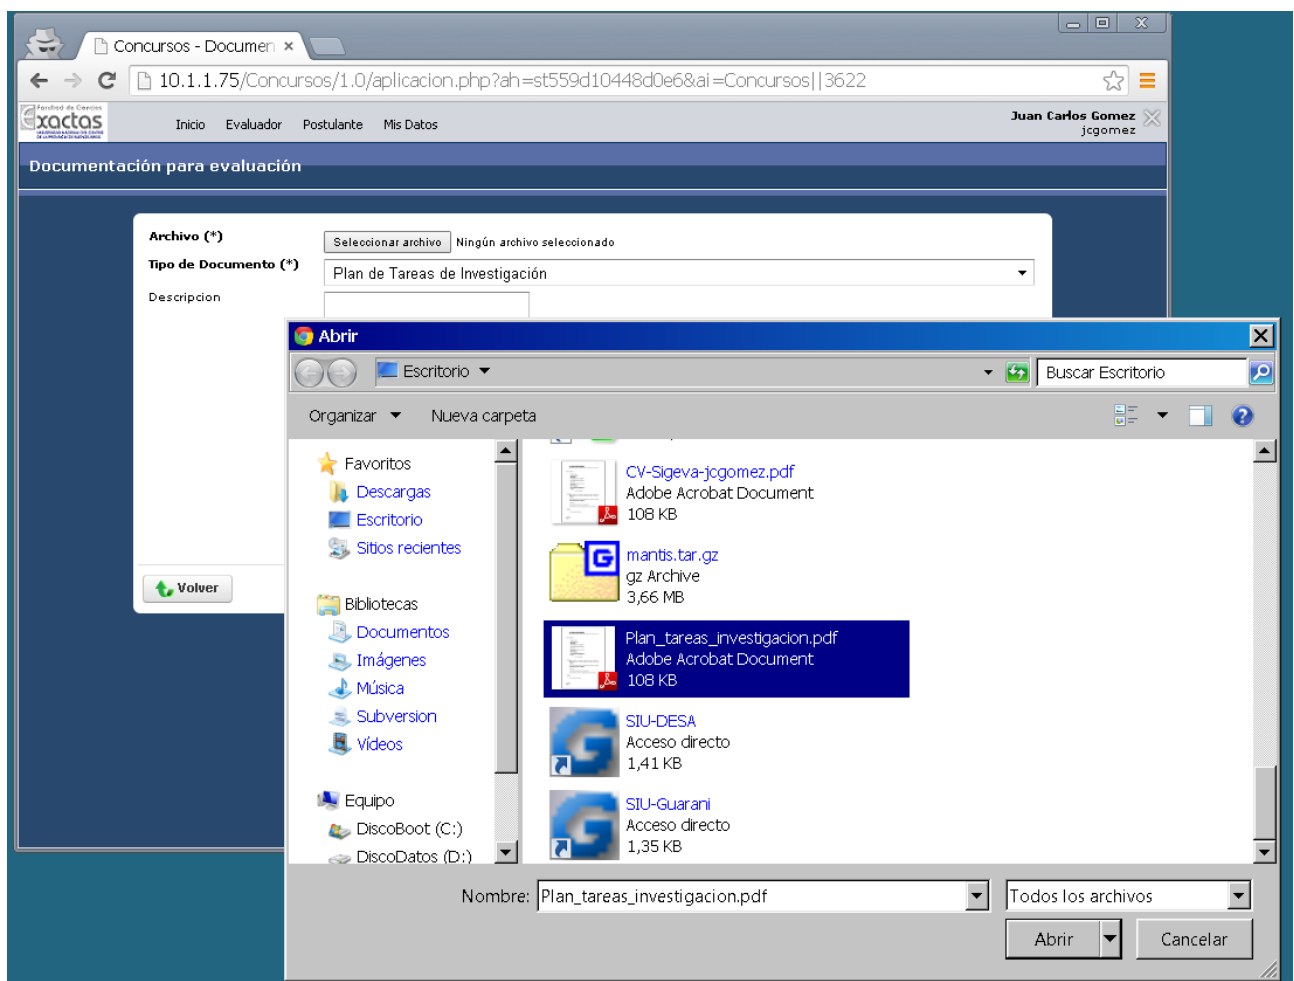 Concursos - Documen
10.1.1.75/Concursos/1.0/aplicacion.php?ah=st559d10448d0e6&ai=Concursos||3622
Facultad de Ciencias
exactas
Inicio Evaluador Postulante Mis Datos
Juan Carlos Gomez
jcgomez
Documentación para evaluación
Archivo (*)
Seleccionar archivo Ningún archivo seleccionado
Tipo de Documento (*)
Plan de Tareas de Investigación
Descripcion
Volver
Abrir
Escritorio
Buscar Escritorio
Organizar Nueva carpeta
Favoritos
Descargas
Escritorio
Sitios recientes
Bibliotecas
Documentos
Imágenes
Música
Subversion
Vídeos
Equipo
DiscoBoot (C:)
DiscoDatos (D:)
CV-Sigeva-jcgomez.pdf
Adobe Acrobat Document
108 KB
mantis.tar.gz
gz Archive
3,66 MB
Plan_tareas_investigacion.pdf
Adobe Acrobat Document
108 KB
SIU-DESA
Acceso directo
1,41 KB
SIU-Guarani
Acceso directo
1,35 KB
Nombre: Plan_tareas_investigacion.pdf
Todos los archivos
Abrir Cancelar